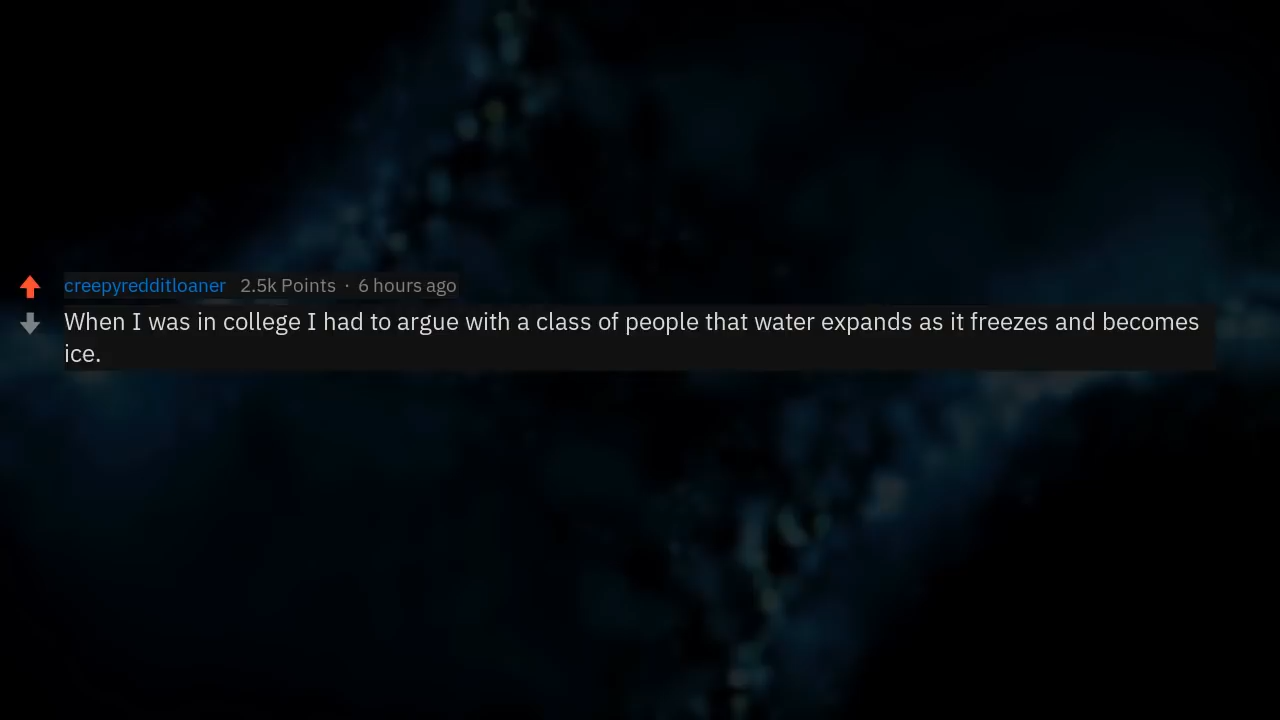 creepyredditloaner 2.5k Points · 6 hours ago
When I was in college I had to argue with a class of people that water expands as it freezes and becomes
ice.